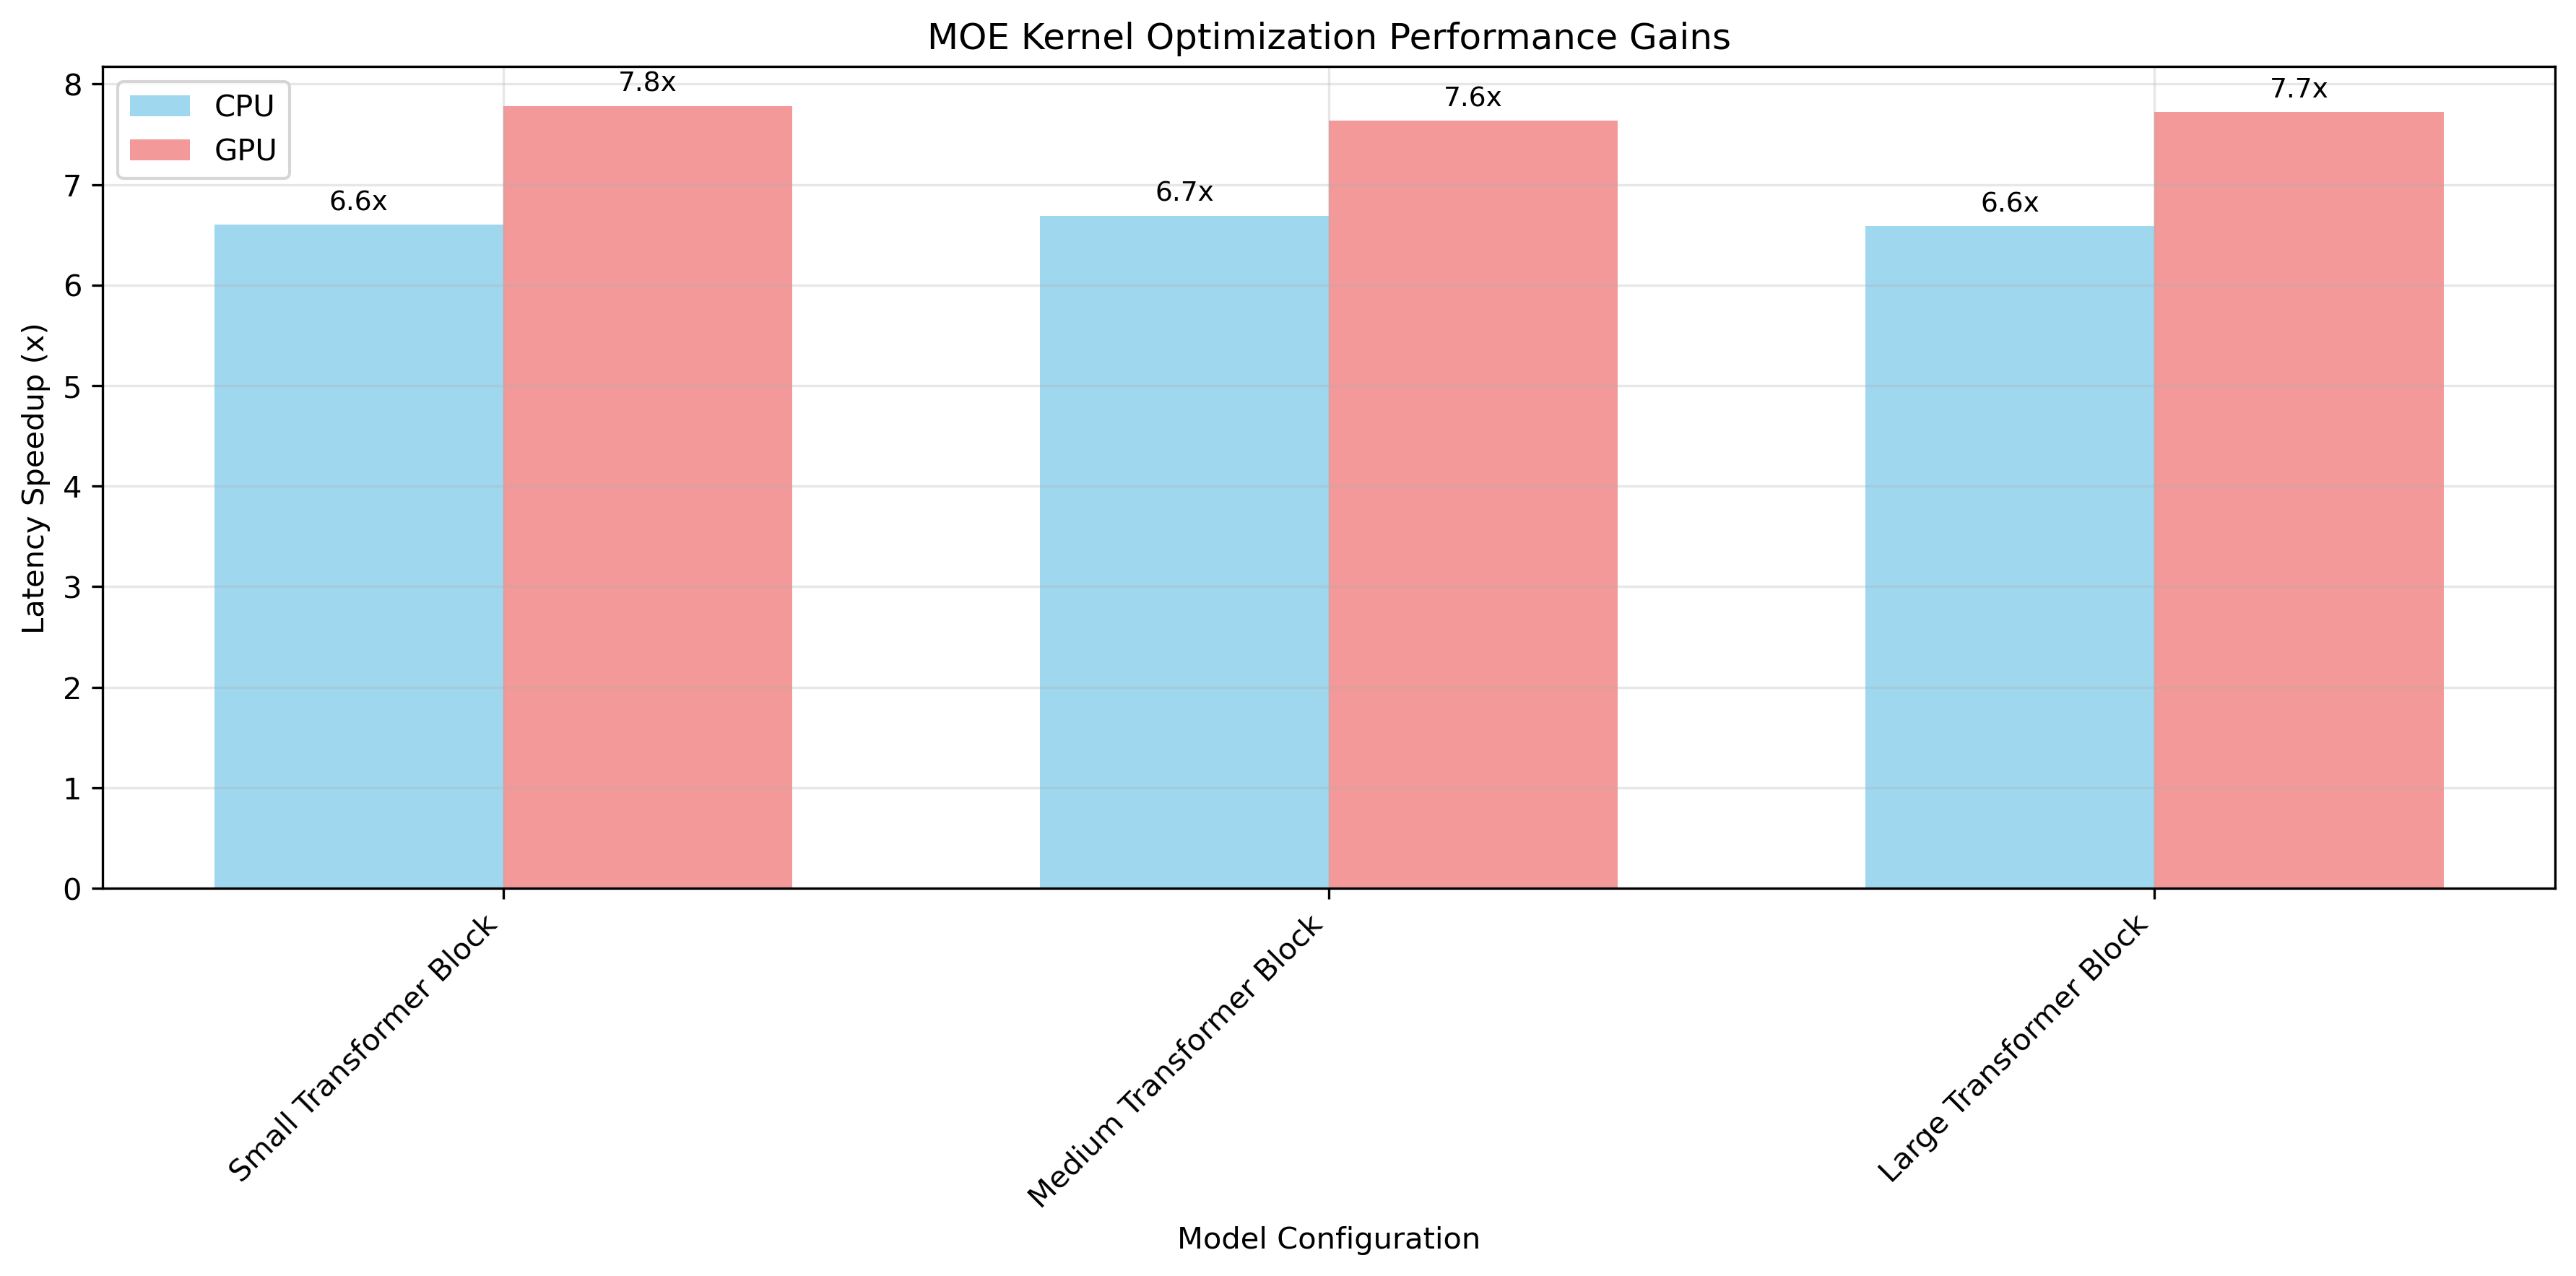 MOE Kernel Optimization Performance Gains
CPU
GPU
Latency Speedup (x)
8
7
6
5
4
3
2
1
0
6.6x
7.8x
6.7x
7.6x
6.6x
7.7x
Small Transformer Block
Medium Transformer Block
Large Transformer Block
Model Configuration